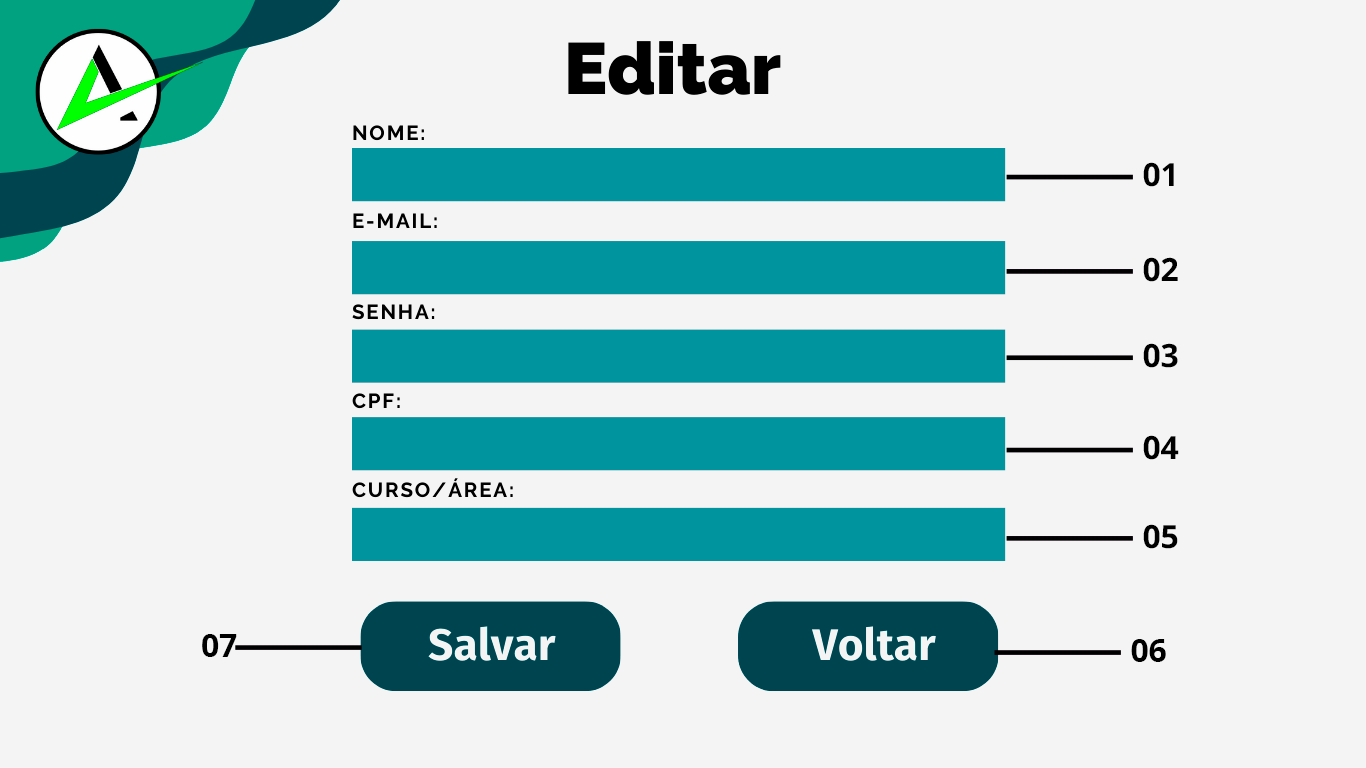 Editar
NOME:
01
E-MAIL:
02
SENHA:
03
CPF:
04
CURSO/ÁREA:
05
07 Salvar Voltar 06